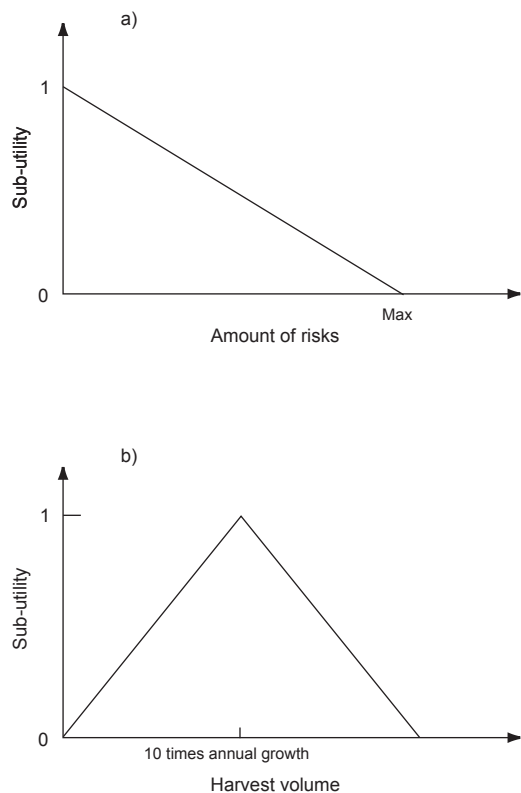 a)
1
Sub-utility
0
Max
Amount of risks
b)
1
Sub-utility
0
10 times annual growth
Harvest volume